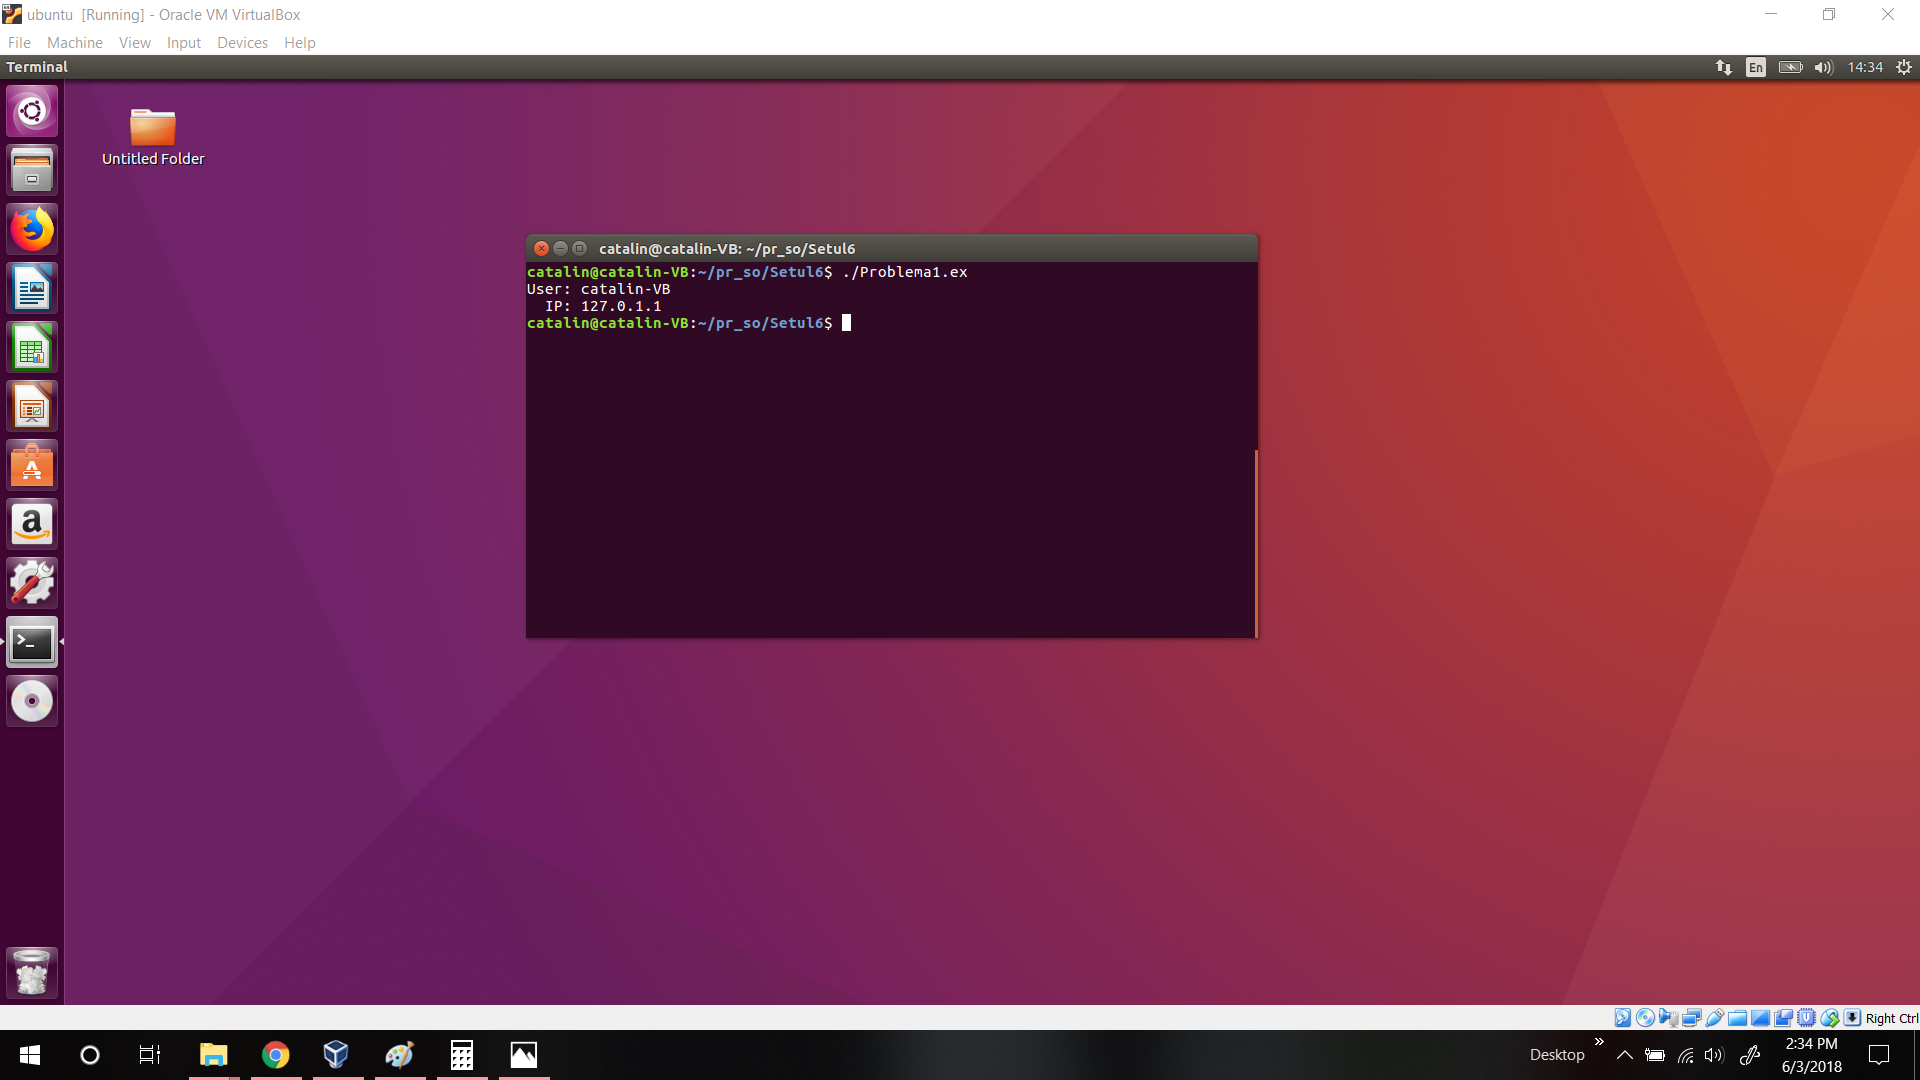 ubuntu [Running] - Oracle VM VirtualBox
File Machine View Input Devices Help
Terminal
En
14:34
Untitled Folder
catalin@catalin-VB: ~/pr_so/Setul6
catalin@catalin-VB:~/pr_so/Setul6$ ./Problema1.ex
User: catalin-VB
IP: 127.0.1.1
catalin@catalin-VB:~/pr_so/Setul6$
Right Ctrl
Desktop
2:34 PM
6/3/2018